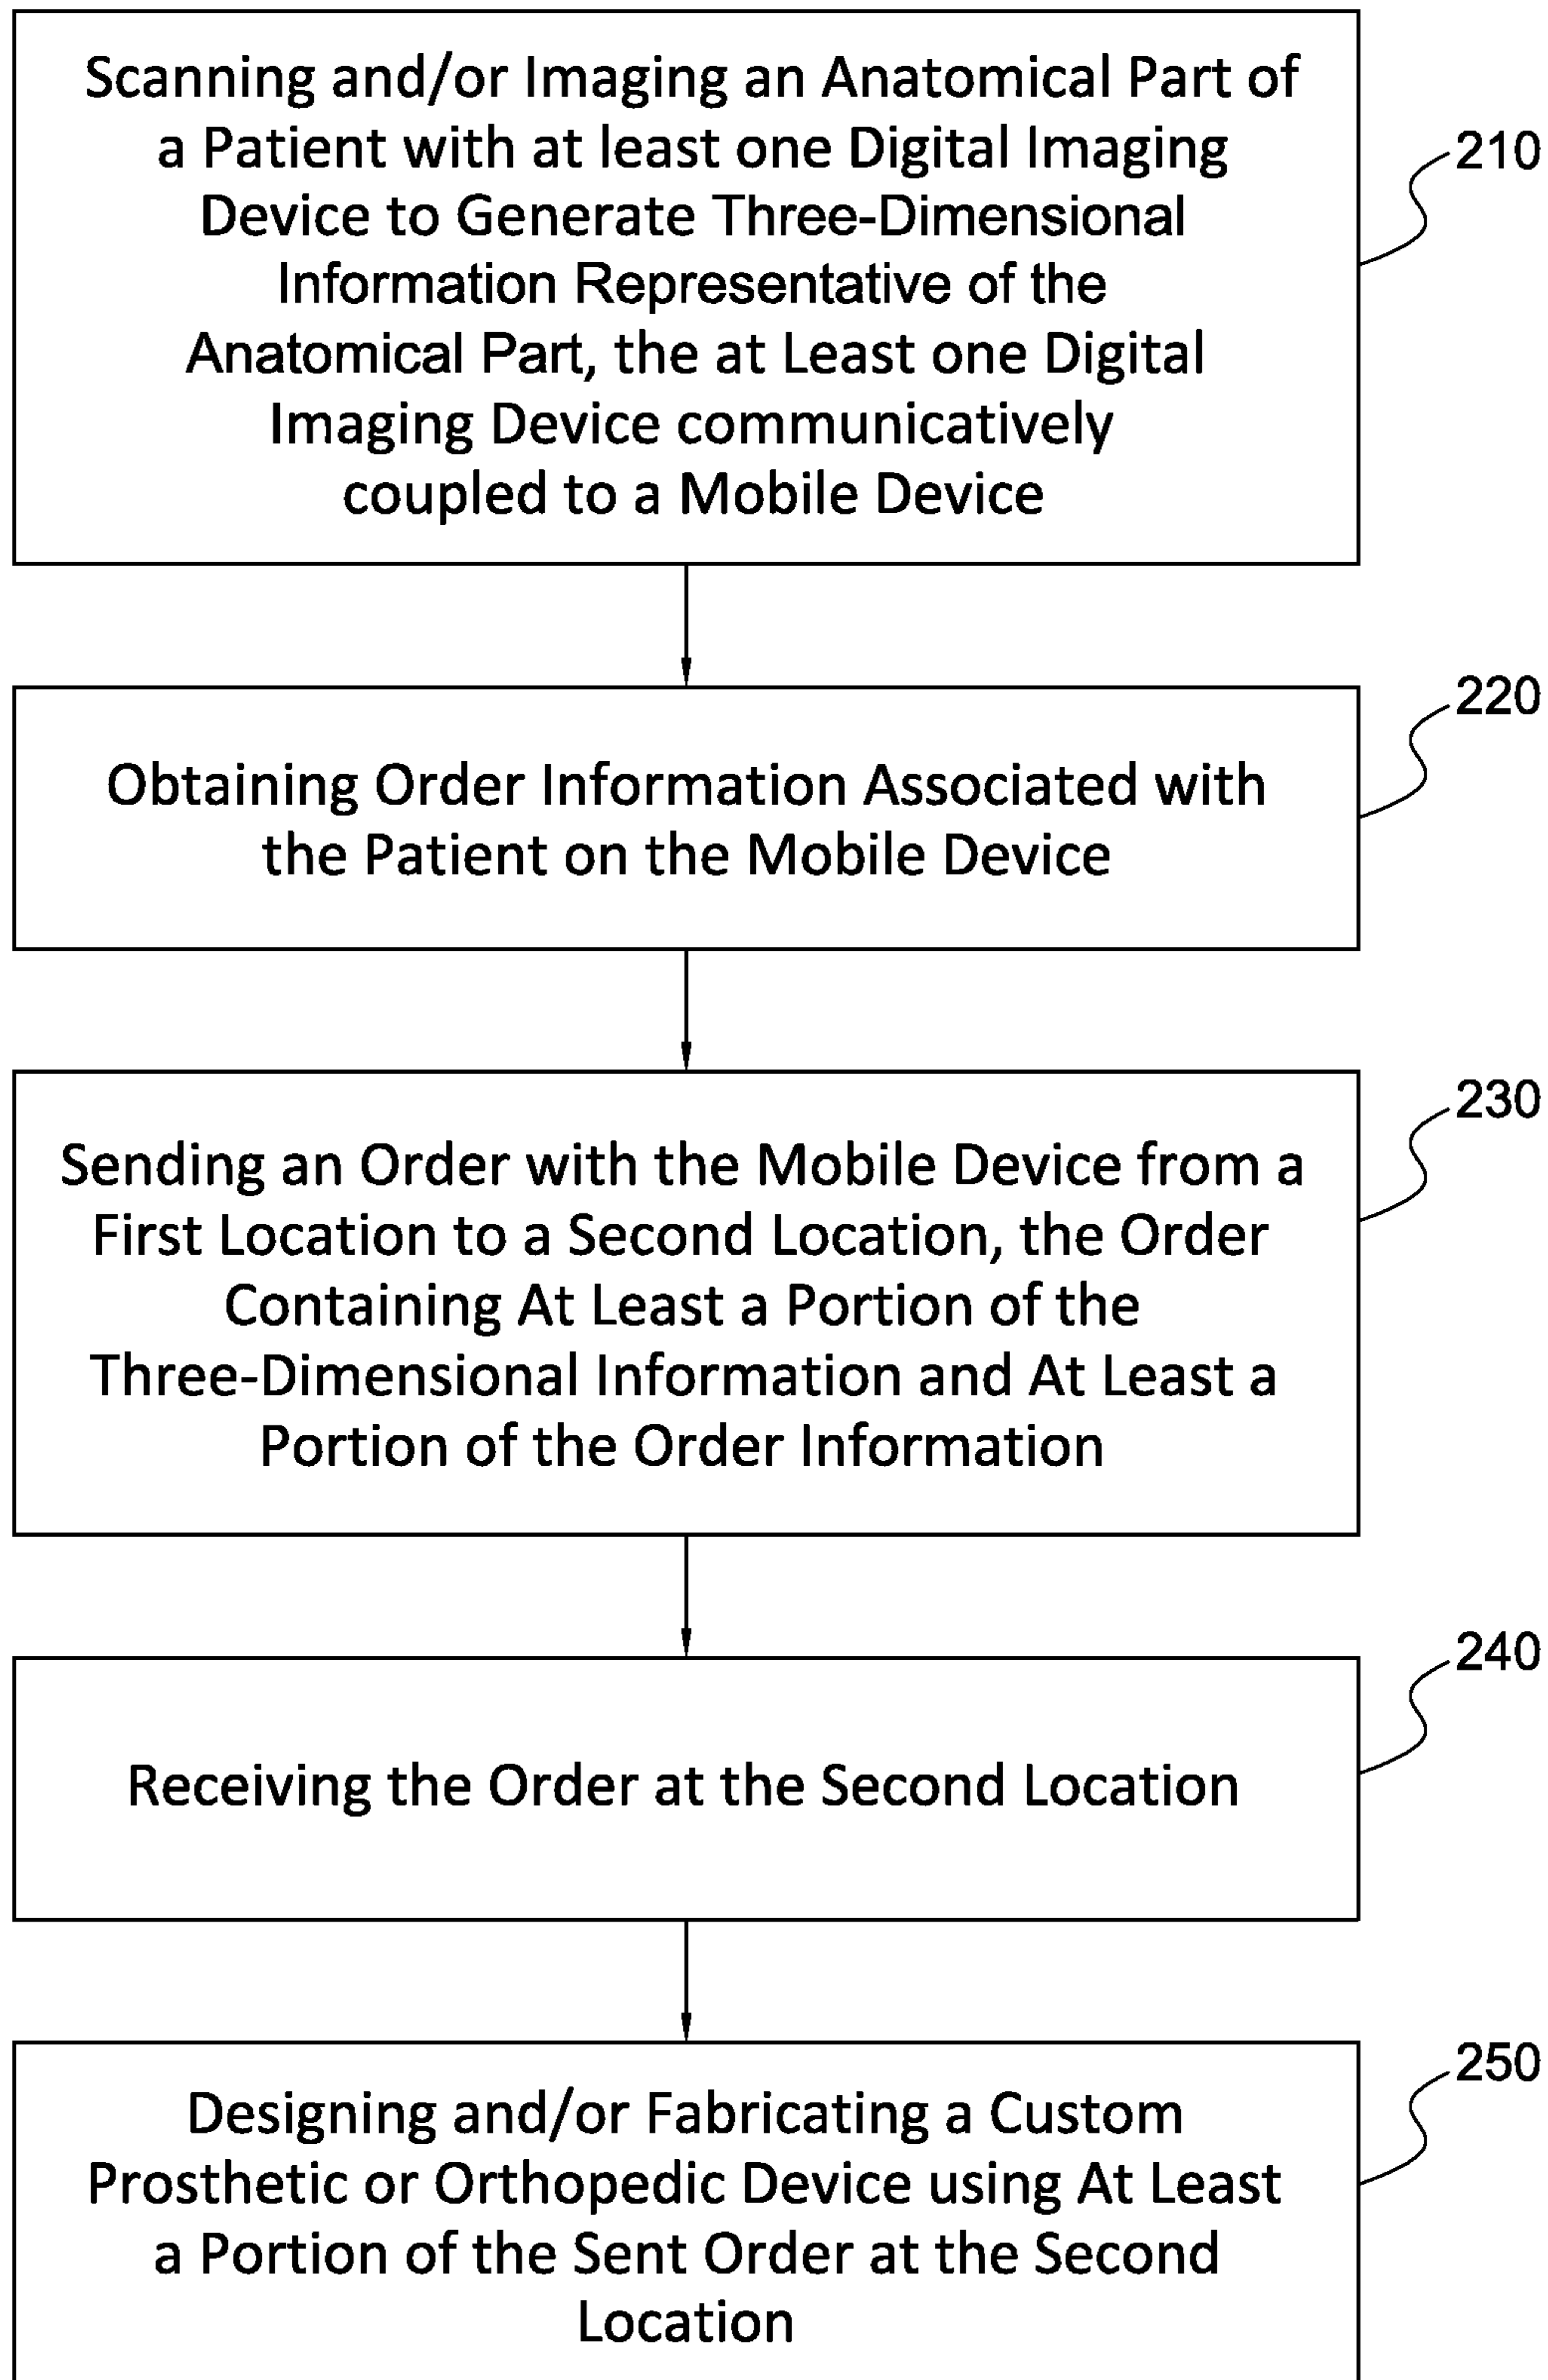 Scanning and/or Imaging an Anatomical Part of
a Patient with at least one Digital Imaging
Device to Generate Three-Dimensional
Information Representative of the
Anatomical Part, the at Least one Digital
Imaging Device communicatively
coupled to a Mobile Device
210
Obtaining Order Information Associated with
the Patient on the Mobile Device
220
Sending an Order with the Mobile Device from a
First Location to a Second Location, the Order
Containing At Least a Portion of the
Three-Dimensional Information and At Least a
Portion of the Order Information
230
Receiving the Order at the Second Location
240
Designing and/or Fabricating a Custom
Prosthetic or Orthopedic Device using At Least
a Portion of the Sent Order at the Second
Location
250